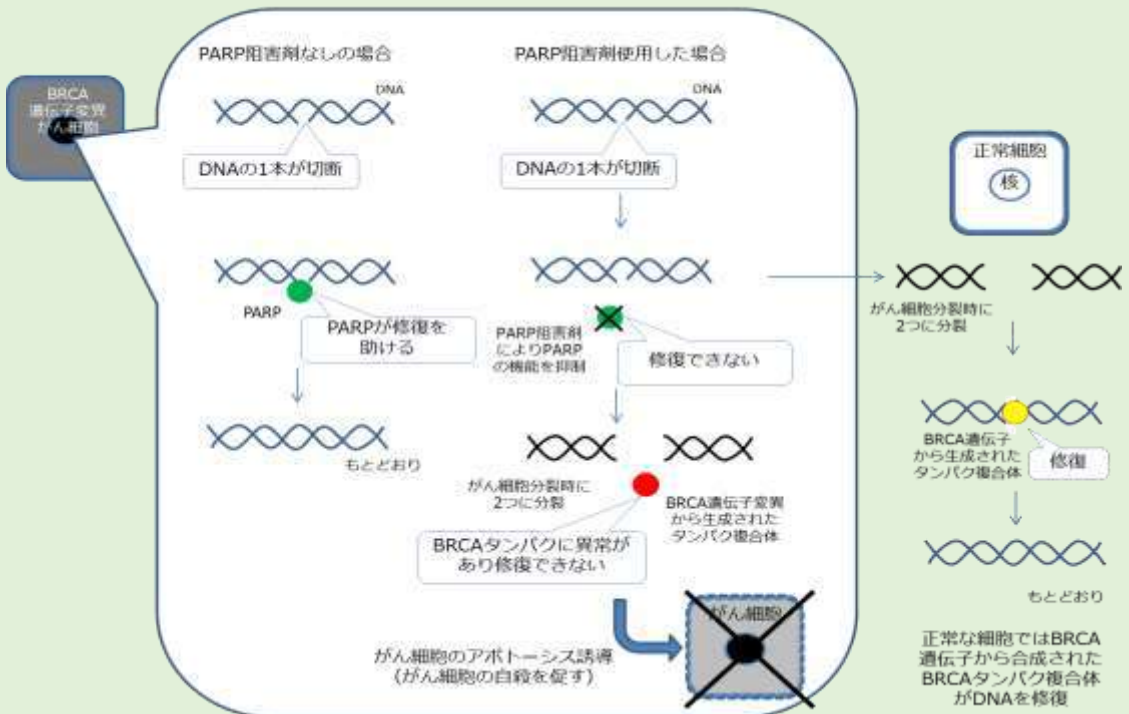 BRCA
遺伝子変異
がん細胞
PARP阻害剤なしの場合
DNA
DNAの1本が切断
PARP
PARPが修復を
助ける
もとどおり
PARP阻害剤使用した場合
DNA
DNAの1本が切断
PARP阻害剤
によりPARP
の機能を抑制
修復できない
がん細胞分裂時に
2つに分裂
BRCA遺伝子変異
から生成された
タンパク複合体
BRCAタンパクに異常が
あり修復できない
がん細胞のアポトーシス誘導
(がん細胞の自殺を促す)
がん細胞
正常細胞
核
がん細胞分裂時に
2つに分裂
BRCA遺伝子
から生成された
タンパク複合体
修復
もとどおり
正常な細胞ではBRCA
遺伝子から合成された
BRCAタンパク複合体
がDNAを修復